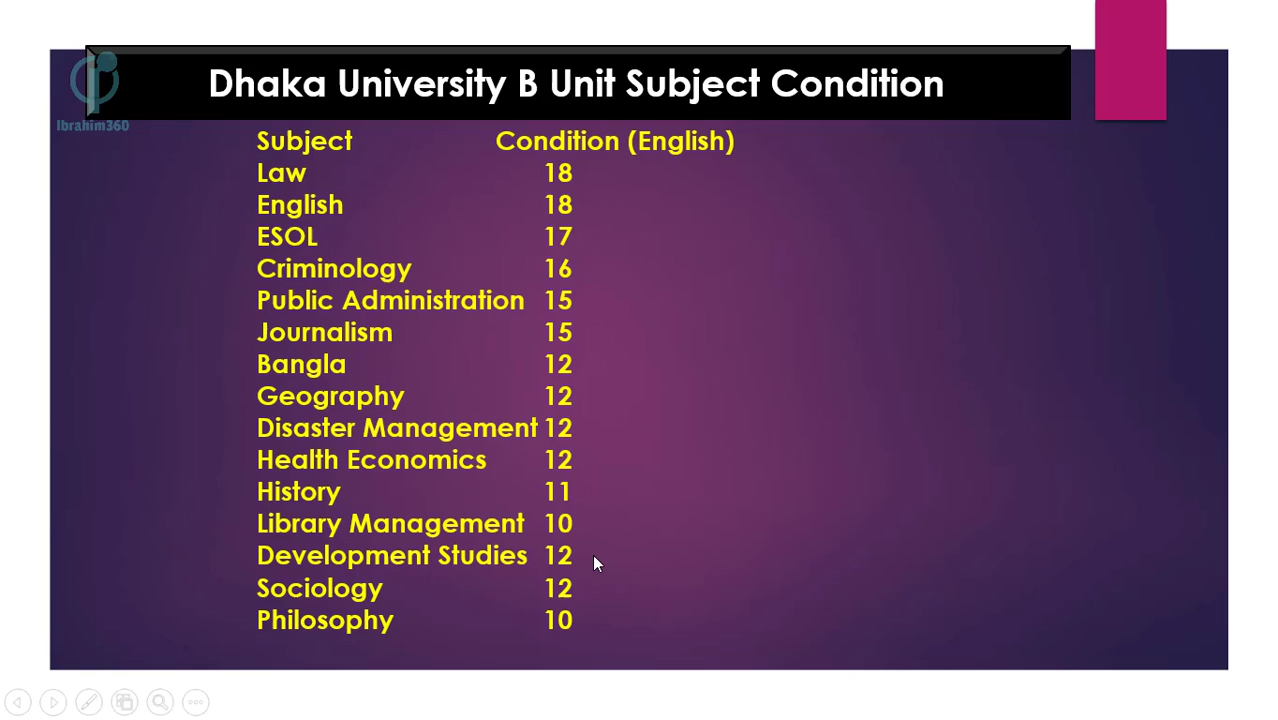 Dhaka University B Unit Subject Condition
Ibrahim360
Subject Condition (English)
Law 18
English 18
ESOL 17
Criminology 16
Public Administration 15
Journalism 15
Bangla 12
Geography 12
Disaster Management 12
Health Economics 12
History 11
Library Management 10
Development Studies 12
Sociology 12
Philosophy 10